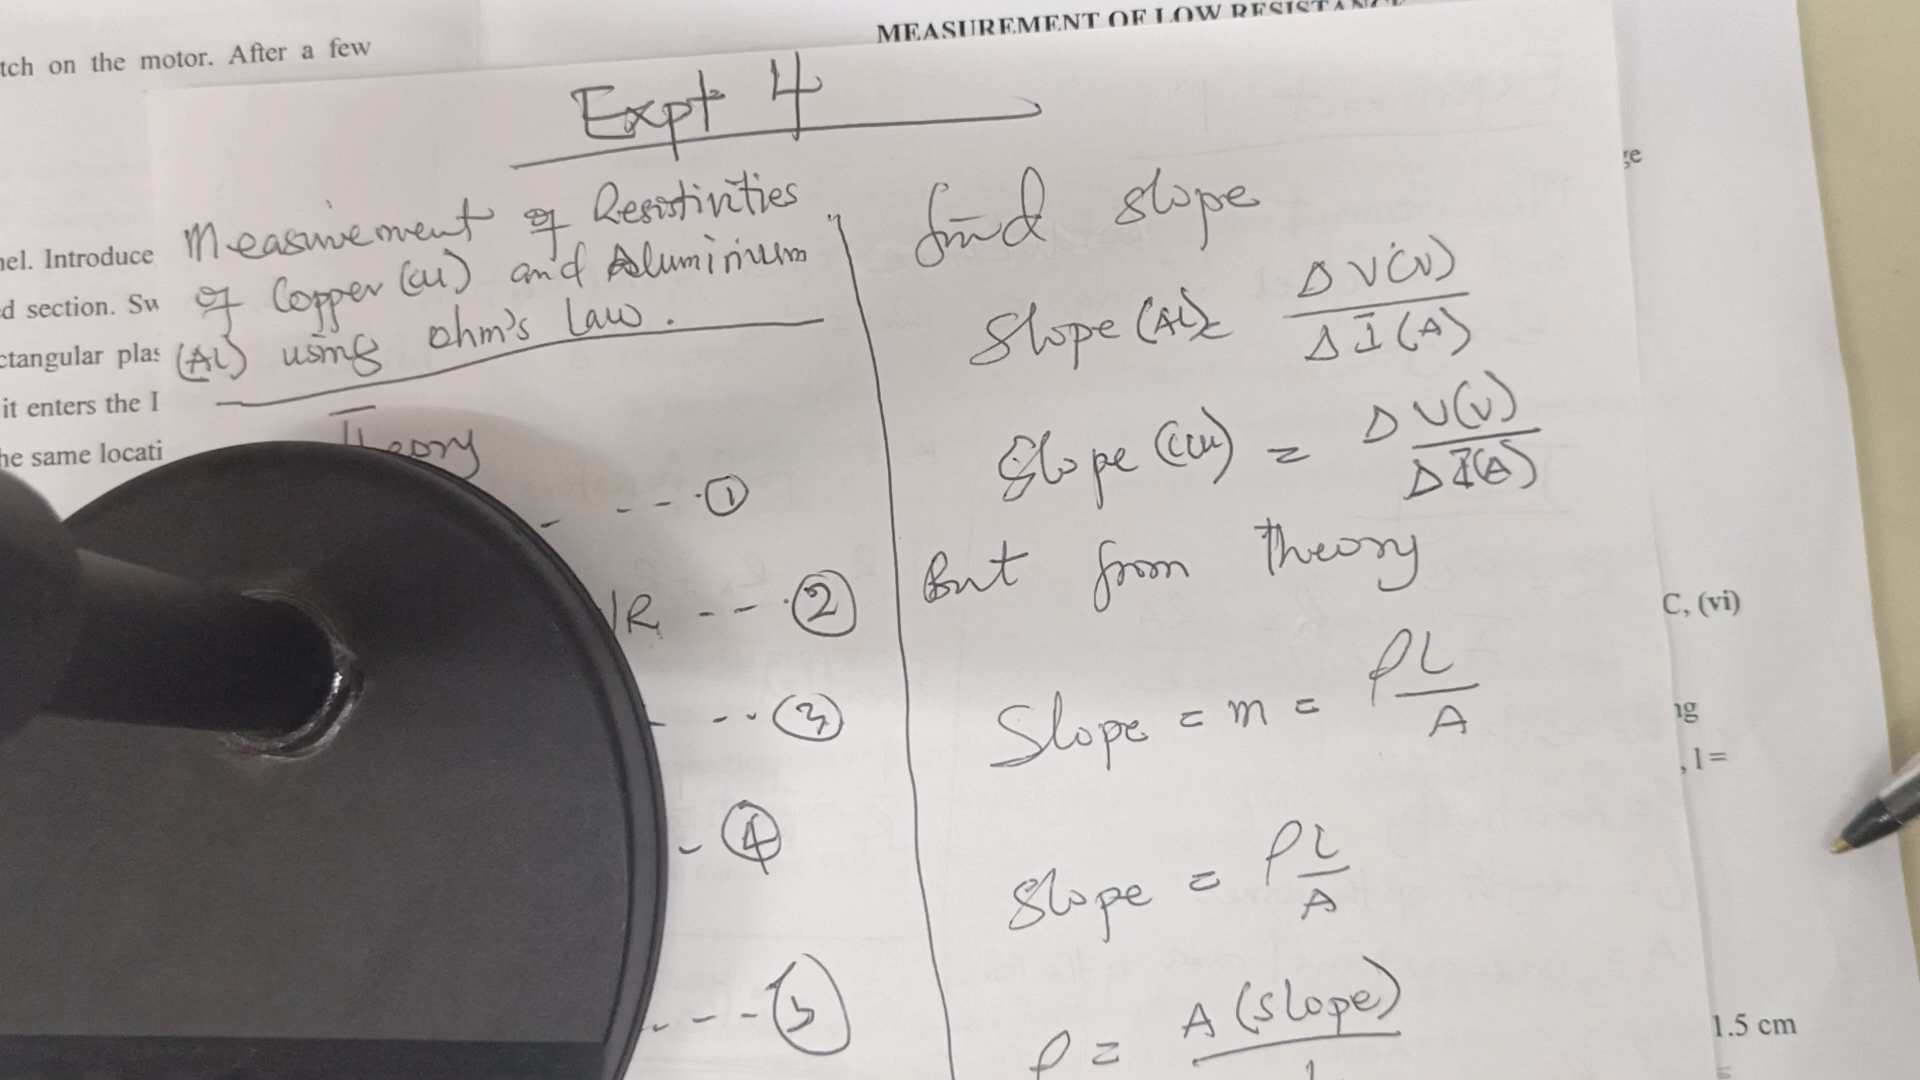 tch on the motor. After a few
nel. Introduce
d section. Sw
ctangular plas
it enters the I
he same locati
MEASUREMENT OF LOW RESISTANCE
Expt 4
Measurement of Resistivities
of Copper (Cu) and Aluminium
(AL) using ohm's Law.
Theory
- - - - ①
IR - - - ②
- - - ③
- ④
- - - - ⑤
find slope
Slope (AL) = ΔV(V) / ΔI(A)
Slope (Cu) = ΔV(V) / ΔI(A)
But from theory
Slope = m = ρL / A
Slope = ρL / A
ρ = A (Slope) / L
C, (vi)
, l =
1.5 cm